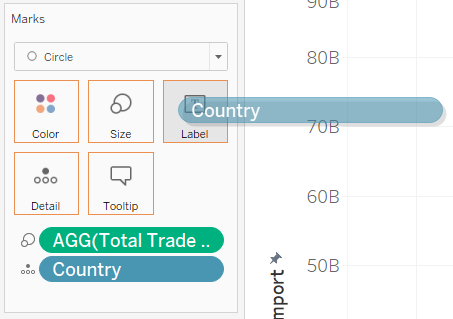 Marks
Circle
Color
Size
Label
Country
Detail
Tooltip
AGG(Total Trade ..
Country
90B
80B
70B
60B
50B
mport